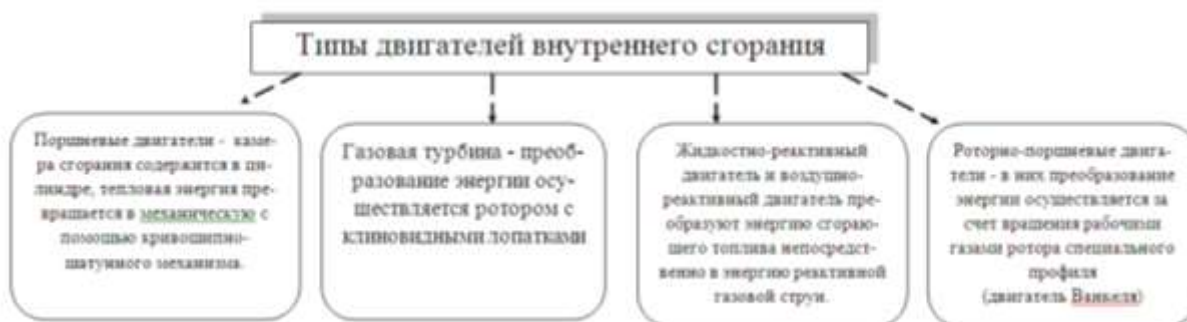 Типы двигателей внутреннего сгорания
Поршневые двигатели - каме-
ра сгорания содержится в ци-
линдре, тепловая энергия пре-
вращается в механическую с
помощью кривошипно-
шатунного механизма.
Газовая турбина - преоб-
разование энергии осу-
ществляется ротором с
клиновидными лопатками
Жидкостно-реактивный
двигатель и воздушно-
реактивный двигатель пре-
образуют энергию сгораю-
щего топлива непосредст-
венно в энергию реактивной
газовой струи.
Роторно-поршневые двига-
тели - в них преобразование
энергии осуществляется за
счет вращения рабочими
газами ротора специального
профиля
(двигатель Ванкеля)